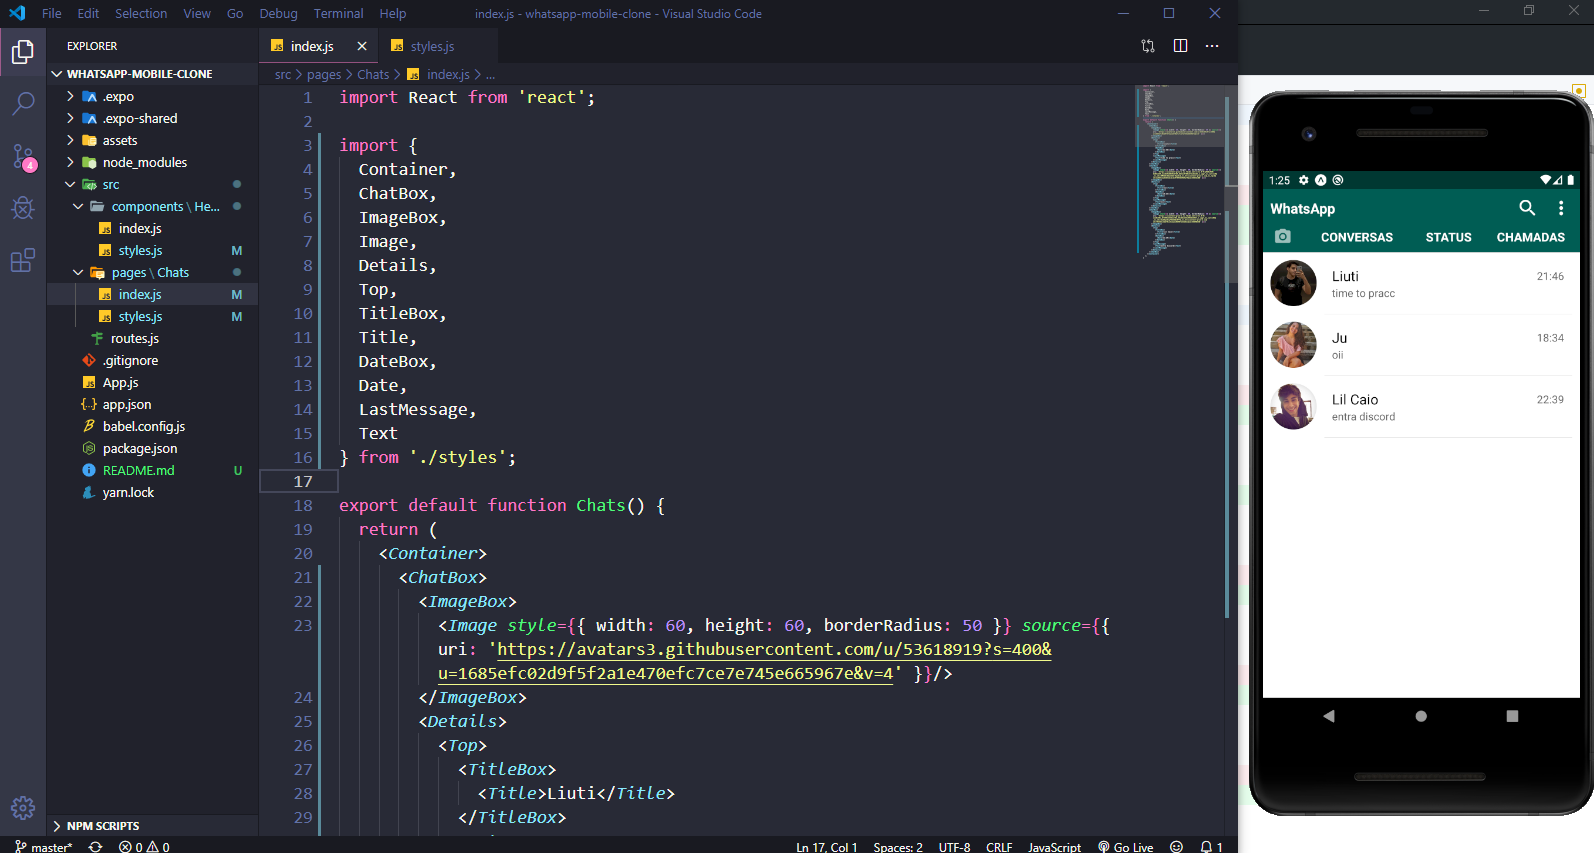 File Edit Selection View Go Debug Terminal Help
index.js - whatsapp-mobile-clone - Visual Studio Code
EXPLORER
WHATSAPP-MOBILE-CLONE
.expo
.expo-shared
assets
node_modules
src
components \ He...
index.js
styles.js M
pages \ Chats
index.js M
styles.js M
routes.js
.gitignore
App.js
app.json
babel.config.js
package.json
README.md U
yarn.lock
NPM SCRIPTS
4
index.js
styles.js
src > pages > Chats > index.js > ...
1 import React from 'react';
2
3 import {
4 Container,
5 ChatBox,
6 ImageBox,
7 Image,
8 Details,
9 Top,
10 TitleBox,
11 Title,
12 DateBox,
13 Date,
14 LastMessage,
15 Text
16 } from './styles';
17
18 export default function Chats() {
19 return (
20 <Container>
21 <ChatBox>
22 <ImageBox>
23 <Image style={{ width: 60, height: 60, borderRadius: 50 }} source={{
uri: 'https://avatars3.githubusercontent.com/u/53618919?s=400&
u=1685efc02d9f5f2a1e470efc7ce7e745e665967e&v=4' }}/>
24 </ImageBox>
25 <Details>
26 <Top>
27 <TitleBox>
28 <Title>Liuti</Title>
29 </TitleBox>
master* 0 0
Ln 17, Col 1 Spaces: 2 UTF-8 CRLF JavaScript Go Live 1
1:25
WhatsApp
CONVERSAS STATUS CHAMADAS
Liuti 21:46
time to pracc
Ju 18:34
oii
Lil Caio 22:39
entra discord